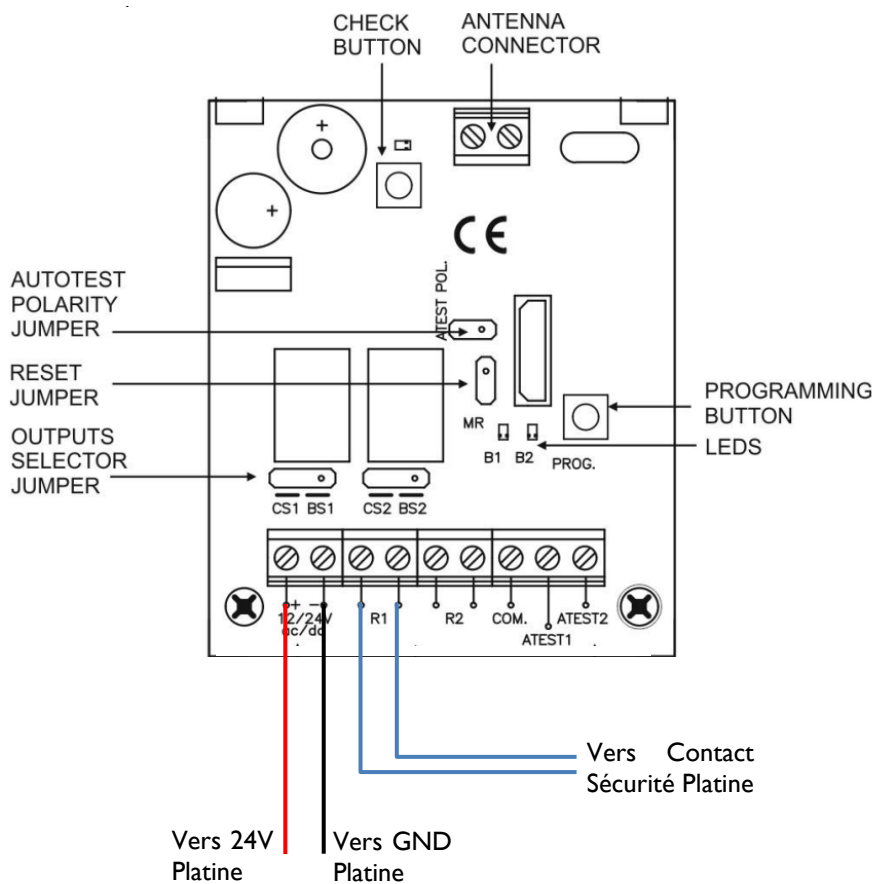 CHECK
BUTTON
ANTENNA
CONNECTOR
+
+
CE
ATEST POL.
AUTOTEST
POLARITY
JUMPER
RESET
JUMPER
MR
PROGRAMMING
BUTTON
LEDS
B1 B2
PROG.
OUTPUTS
SELECTOR
JUMPER
CS1 BS1
CS2 BS2
+ -
12/24V
ac/dc
R1
R2
COM.
ATEST1
ATEST2
Vers Contact
Sécurité Platine
Vers 24V
Platine
Vers GND
Platine